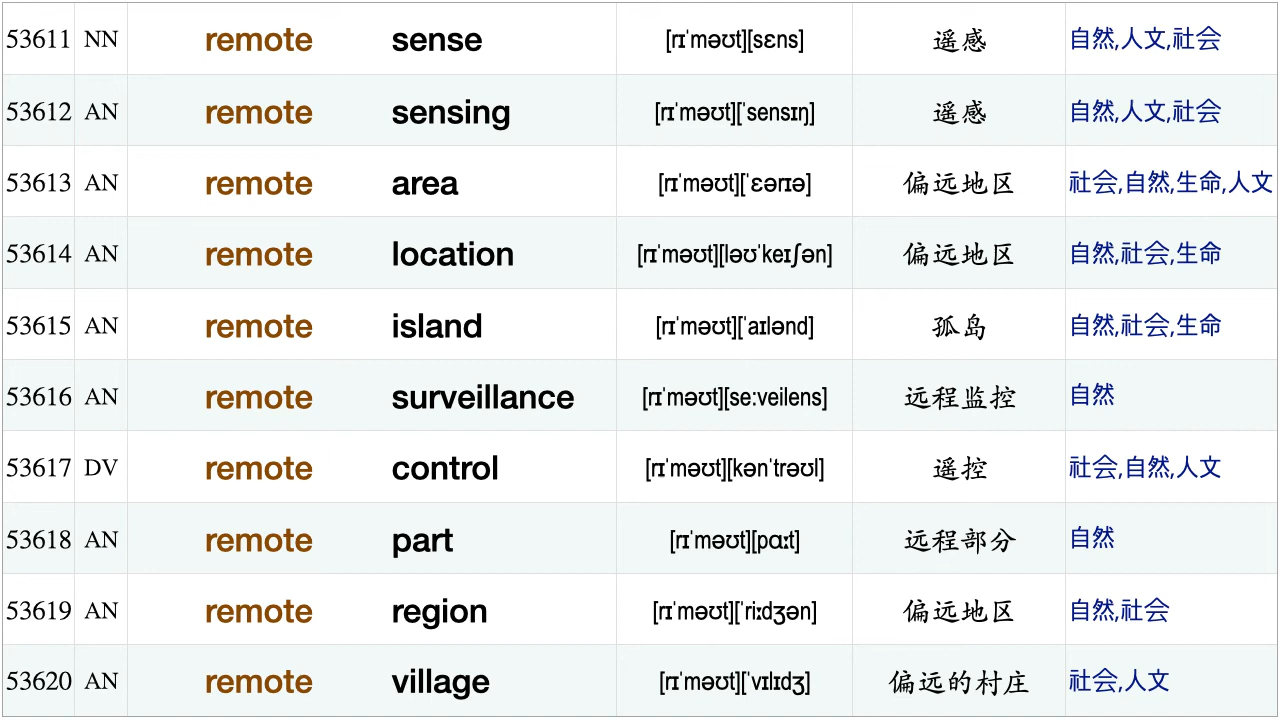 53611 NN remote sense [rɪˈməʊt][sɛns] 遥感 自然,人文,社会
53612 AN remote sensing [rɪˈməʊt][ˈsensɪŋ] 遥感 自然,人文,社会
53613 AN remote area [rɪˈməʊt][ˈɛərɪə] 偏远地区 社会,自然,生命,人文
53614 AN remote location [rɪˈməʊt][ləʊˈkeɪʃən] 偏远地区 自然,社会,生命
53615 AN remote island [rɪˈməʊt][ˈaɪlənd] 孤岛 自然,社会,生命
53616 AN remote surveillance [rɪˈməʊt][se:veilens] 远程监控 自然
53617 DV remote control [rɪˈməʊt][kənˈtrəʊl] 遥控 社会,自然,人文
53618 AN remote part [rɪˈməʊt][pɑːt] 远程部分 自然
53619 AN remote region [rɪˈməʊt][ˈriːdʒən] 偏远地区 自然,社会
53620 AN remote village [rɪˈməʊt][ˈvɪlɪdʒ] 偏远的村庄 社会,人文